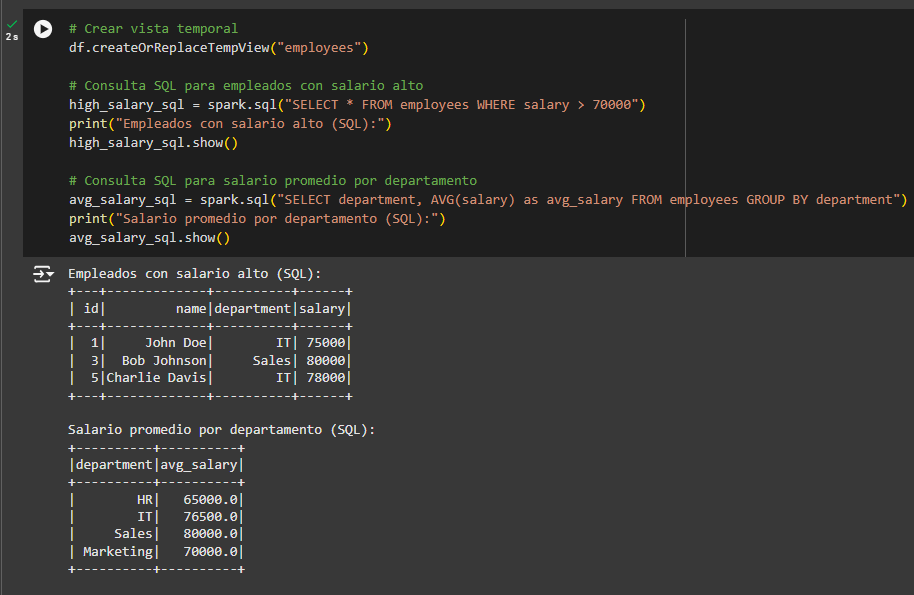 2s
# Crear vista temporal
df.createOrReplaceTempView("employees")
# Consulta SQL para empleados con salario alto
high_salary_sql = spark.sql("SELECT * FROM employees WHERE salary > 70000")
print("Empleados con salario alto (SQL):")
high_salary_sql.show()
# Consulta SQL para salario promedio por departamento
avg_salary_sql = spark.sql("SELECT department, AVG(salary) as avg_salary FROM employees GROUP BY department")
print("Salario promedio por departamento (SQL):")
avg_salary_sql.show()
Empleados con salario alto (SQL):
+---+-------------+----------+------+
| id|         name|department|salary|
+---+-------------+----------+------+
|  1|     John Doe|        IT| 75000|
|  3|  Bob Johnson|     Sales| 80000|
|  5|Charlie Davis|        IT| 78000|
+---+-------------+----------+------+
Salario promedio por departamento (SQL):
+----------+----------+
|department|avg_salary|
+----------+----------+
|        HR|   65000.0|
|        IT|   76500.0|
|     Sales|   80000.0|
| Marketing|   70000.0|
+----------+----------+